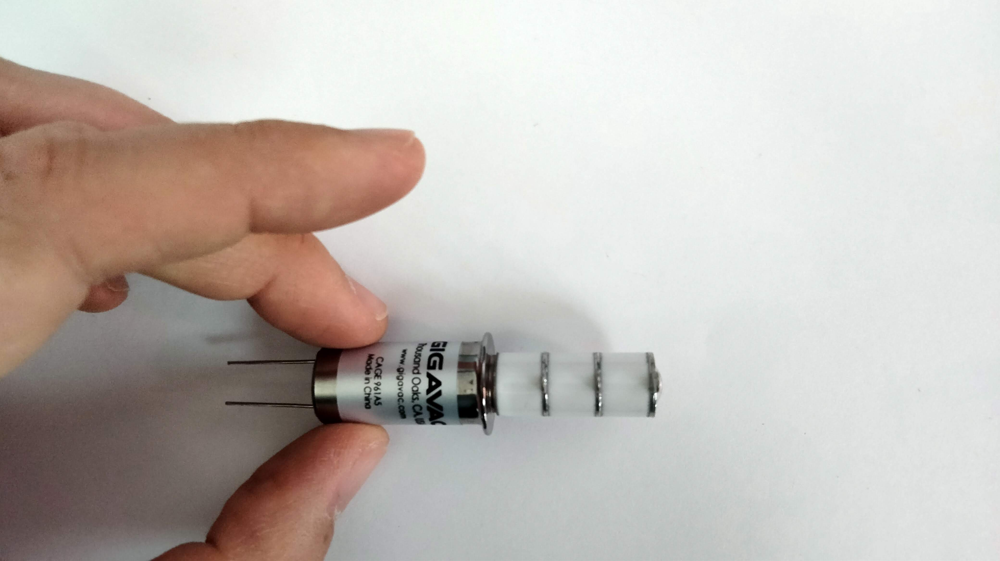 GIGAVAC
Thousand Oaks, CA
www.gigavac.com
CAGE 961A5
Made in China